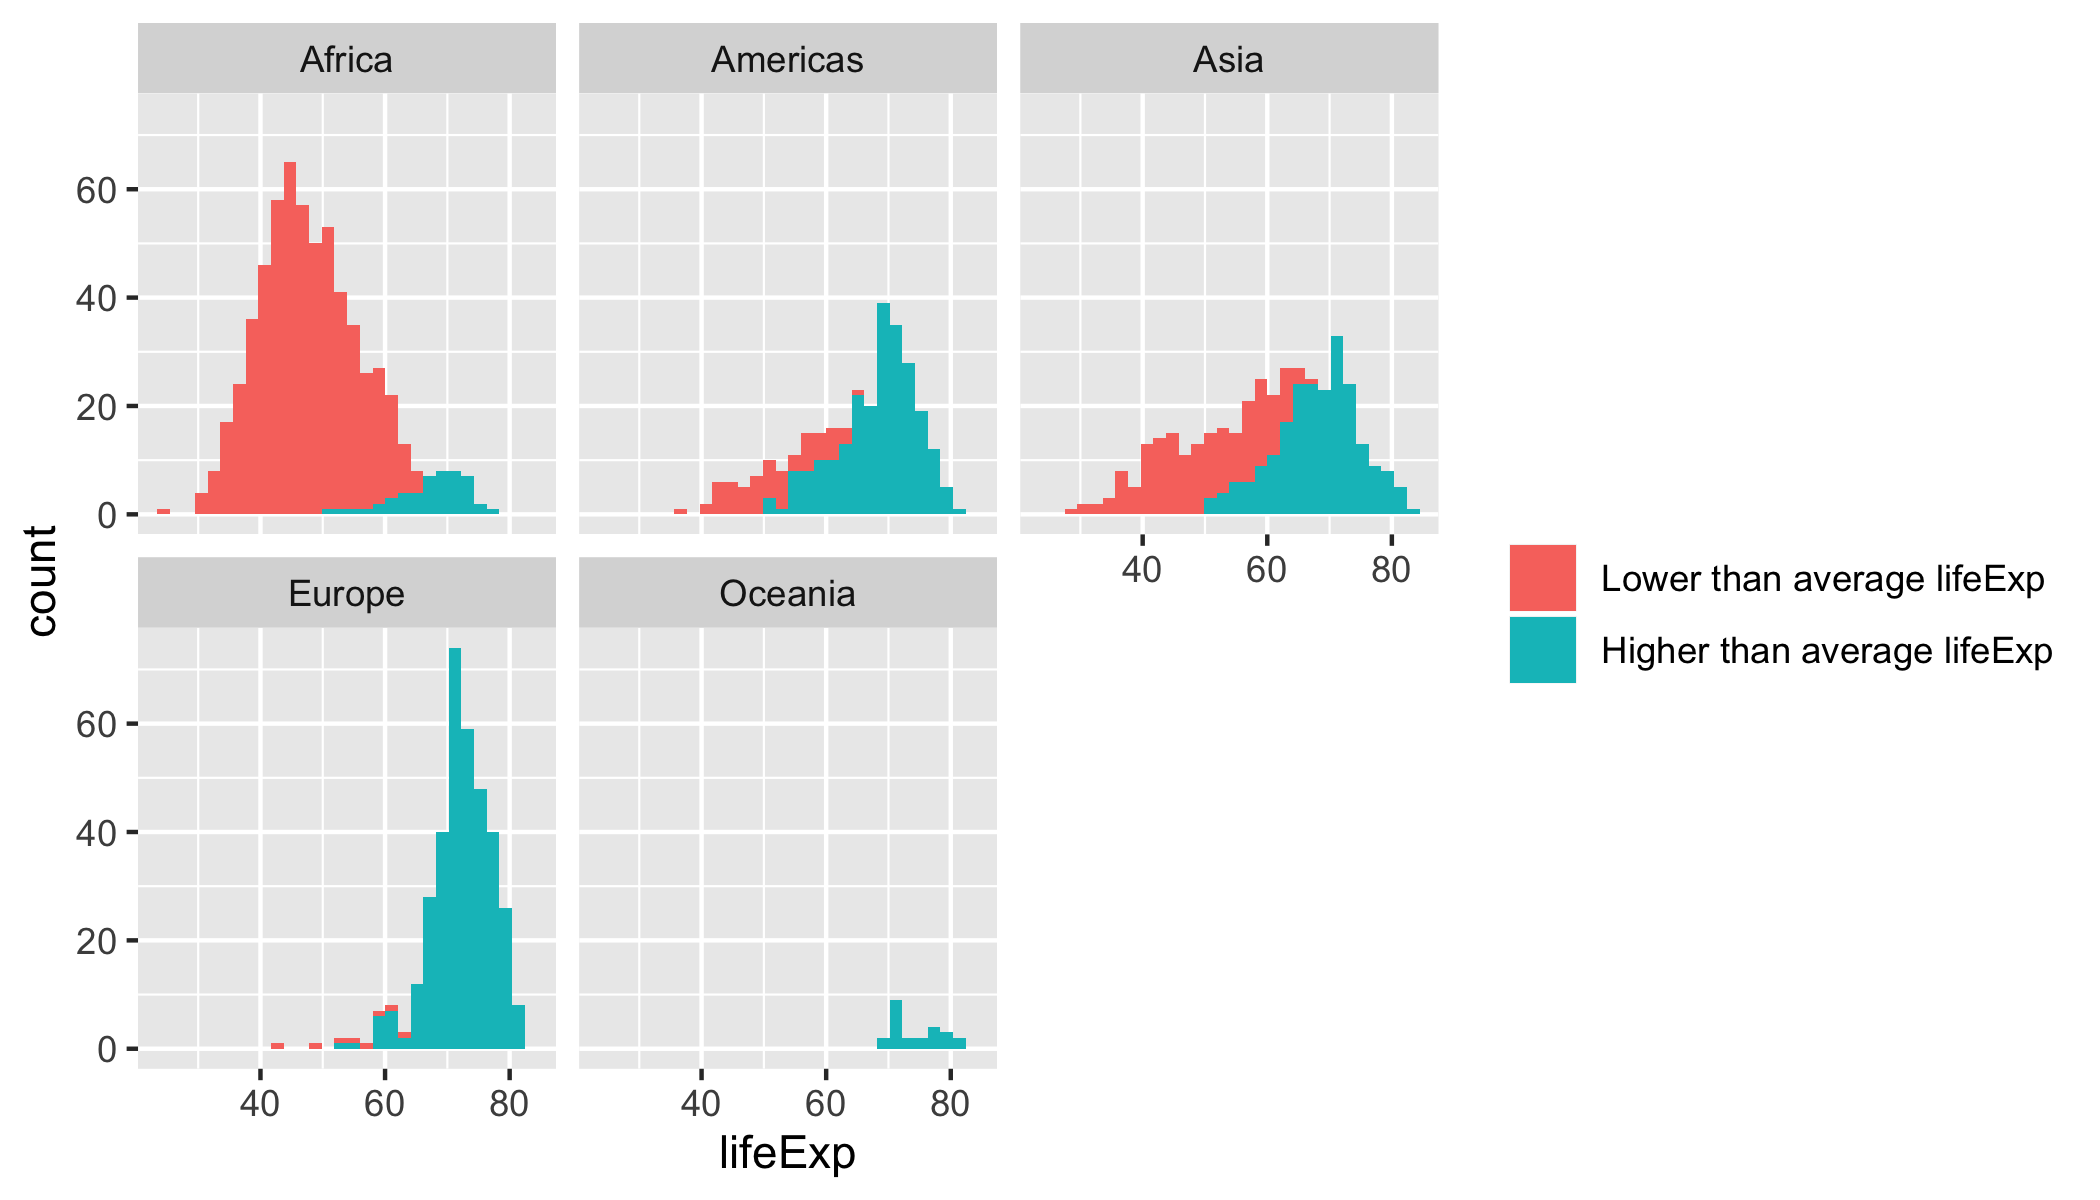 Africa
Americas
Asia
60
40
20
0
40 60 80
Europe
Oceania
60
40
20
0
40 60 80
40 60 80
count
lifeExp
Lower than average lifeExp
Higher than average lifeExp